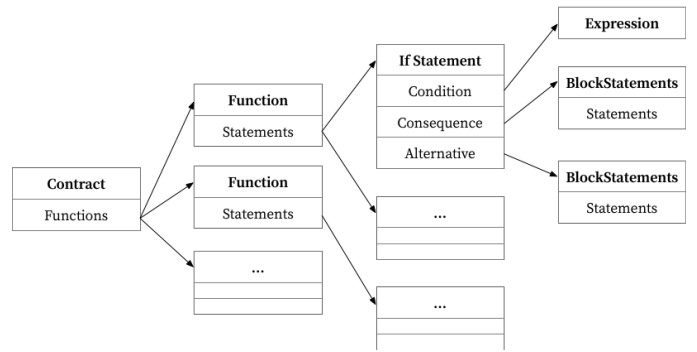 Contract
Functions
Function
Statements
Function
Statements
...
If Statement
Condition
Consequence
Alternative
...
...
Expression
BlockStatements
Statements
BlockStatements
Statements